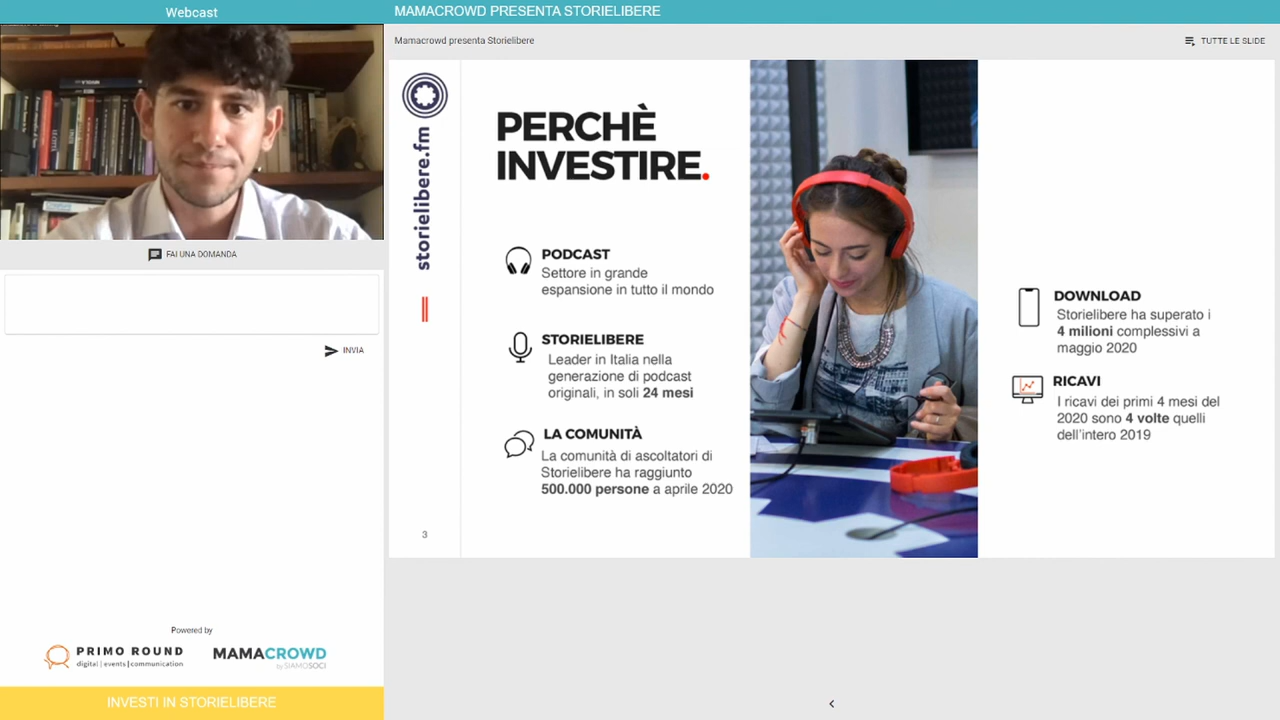 Webcast
MAMACROWD PRESENTA STORIELIBERE
Mamacrowd presenta Storielibere
TUTTE LE SLIDE
storielibere.fm
PERCHÈ
INVESTIRE.
PODCAST
Settore in grande
espansione in tutto il mondo
STORIELIBERE
Leader in Italia nella
generazione di podcast
originali, in soli 24 mesi
LA COMUNITÀ
La comunità di ascoltatori di
Storielibere ha raggiunto
500.000 persone a aprile 2020
DOWNLOAD
Storielibere ha superato i
4 milioni complessivi a
maggio 2020
RICAVI
I ricavi dei primi 4 mesi del
2020 sono 4 volte quelli
dell'intero 2019
3
FAI UNA DOMANDA
INVIA
Powered by
PRIMO ROUND
digital | events | communication
MAMACROWD
by SIAMOSOCI
INVESTI IN STORIELIBERE